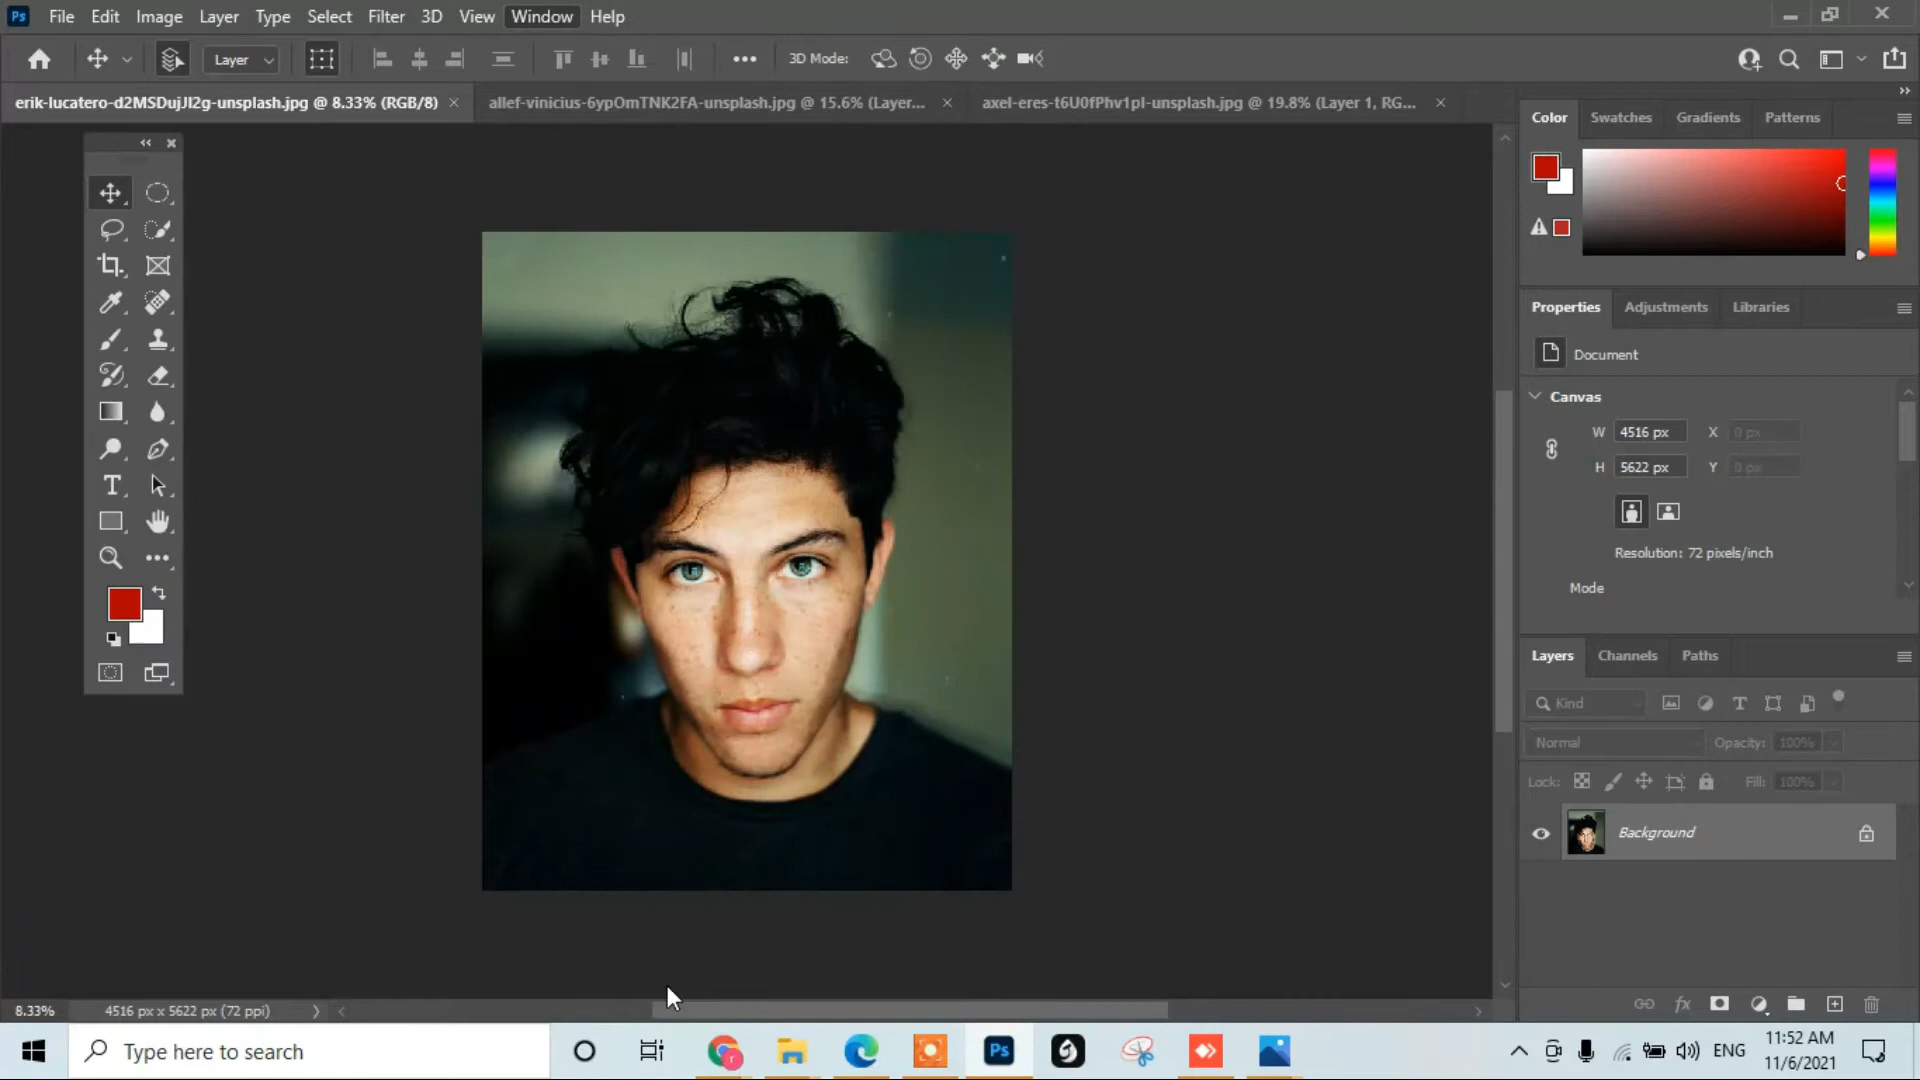 Ps File Edit Image Layer Type Select Filter 3D View Window Help
Layer 3D Mode:
erik-lucatero-d2MSDujJl2g-unsplash.jpg @ 8.33% (RGB/8) allef-vinicius-6ypOmTNK2FA-unsplash.jpg @ 15.6% (Layer... axel-eres-t6U0fPhv1pI-unsplash.jpg @ 19.8% (Layer 1, RG...
Color Swatches Gradients Patterns
Properties Adjustments Libraries
Document
Canvas
W 4516 px X 0 px
H 5622 px Y 0 px
Resolution: 72 pixels/inch
Mode
Layers Channels Paths
Kind
Normal Opacity: 100%
Lock: Fill: 100%
Background
fx
8.33% 4516 px x 5622 px (72 ppi)
Type here to search
Ps
ENG
11:52 AM
11/6/2021